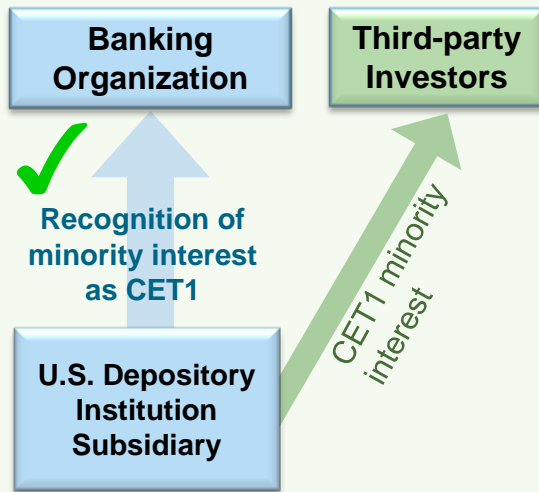 Banking
Organization
Third-party
Investors
Recognition of
minority interest
as CET1
CET1 minority
interest
U.S. Depository
Institution
Subsidiary